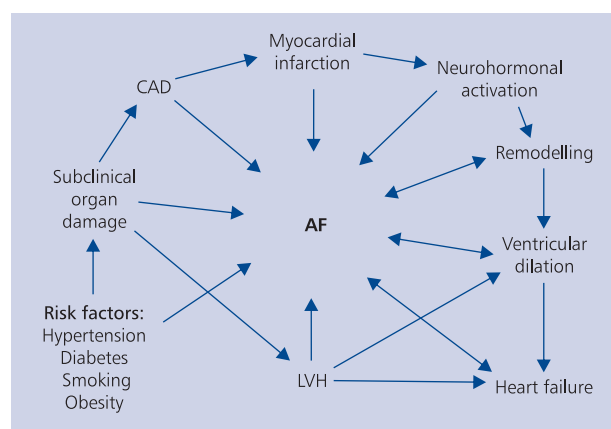 Myocardial
infarction
Neurohormonal
activation
CAD
Remodelling
Subclinical
organ
damage
AF
Ventricular
dilation
Risk factors:
Hypertension
Diabetes
Smoking
Obesity
LVH
Heart failure